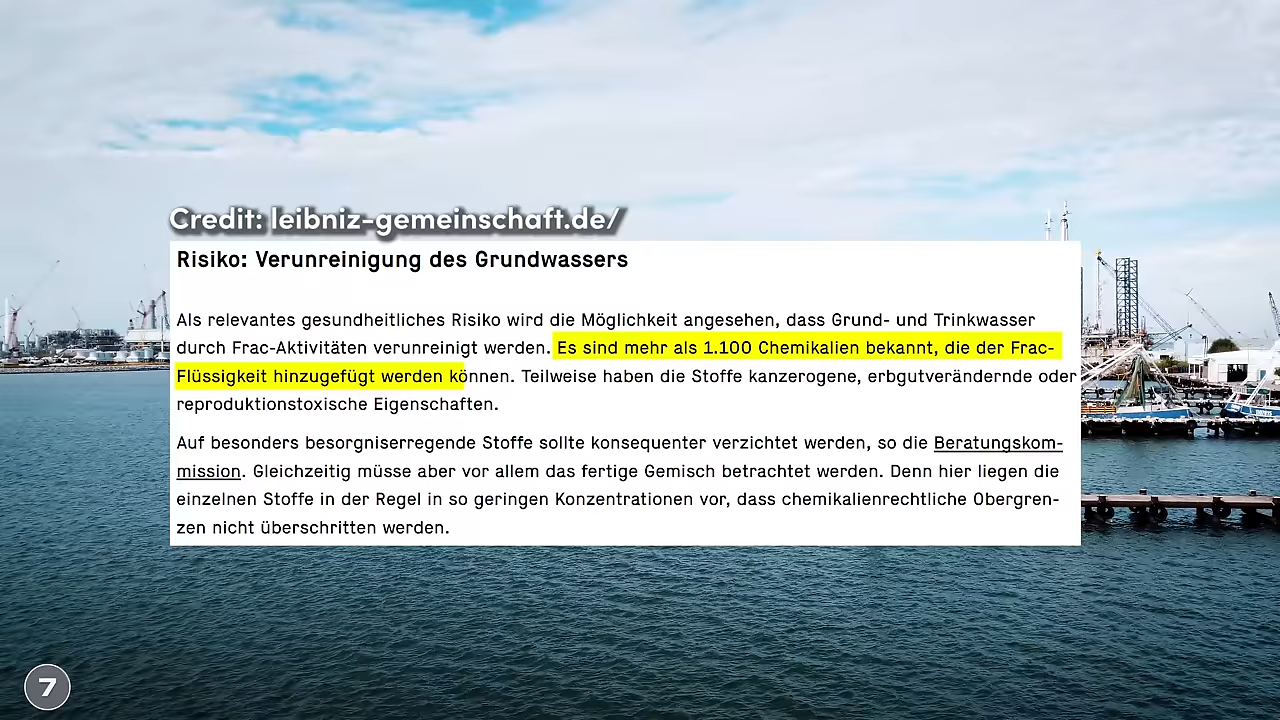 Credit: leibniz-gemeinschaft.de/
Risiko: Verunreinigung des Grundwassers
Als relevantes gesundheitliches Risiko wird die Möglichkeit angesehen, dass Grund- und Trinkwasser
durch Frac-Aktivitäten verunreinigt werden. Es sind mehr als 1.100 Chemikalien bekannt, die der Frac-
Flüssigkeit hinzugefügt werden können. Teilweise haben die Stoffe kanzerogene, erbgutverändernde oder
reproduktionstoxische Eigenschaften.
Auf besonders besorgniserregende Stoffe sollte konsequenter verzichtet werden, so die Beratungskom-
mission. Gleichzeitig müsse aber vor allem das fertige Gemisch betrachtet werden. Denn hier liegen die
einzelnen Stoffe in der Regel in so geringen Konzentrationen vor, dass chemikalienrechtliche Obergren-
zen nicht überschritten werden.
7